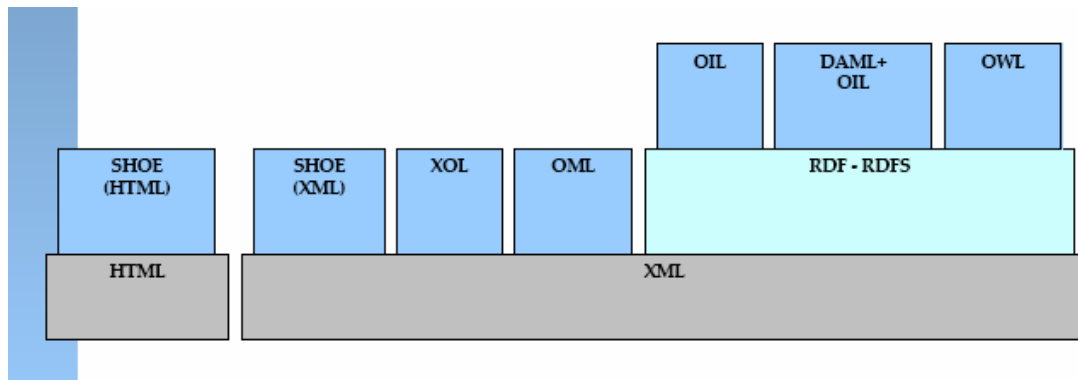 OIL
DAML+
OIL
OWL
SHOE
(HTML)
SHOE
(XML)
XOL
OML
RDF - RDFS
HTML
XML